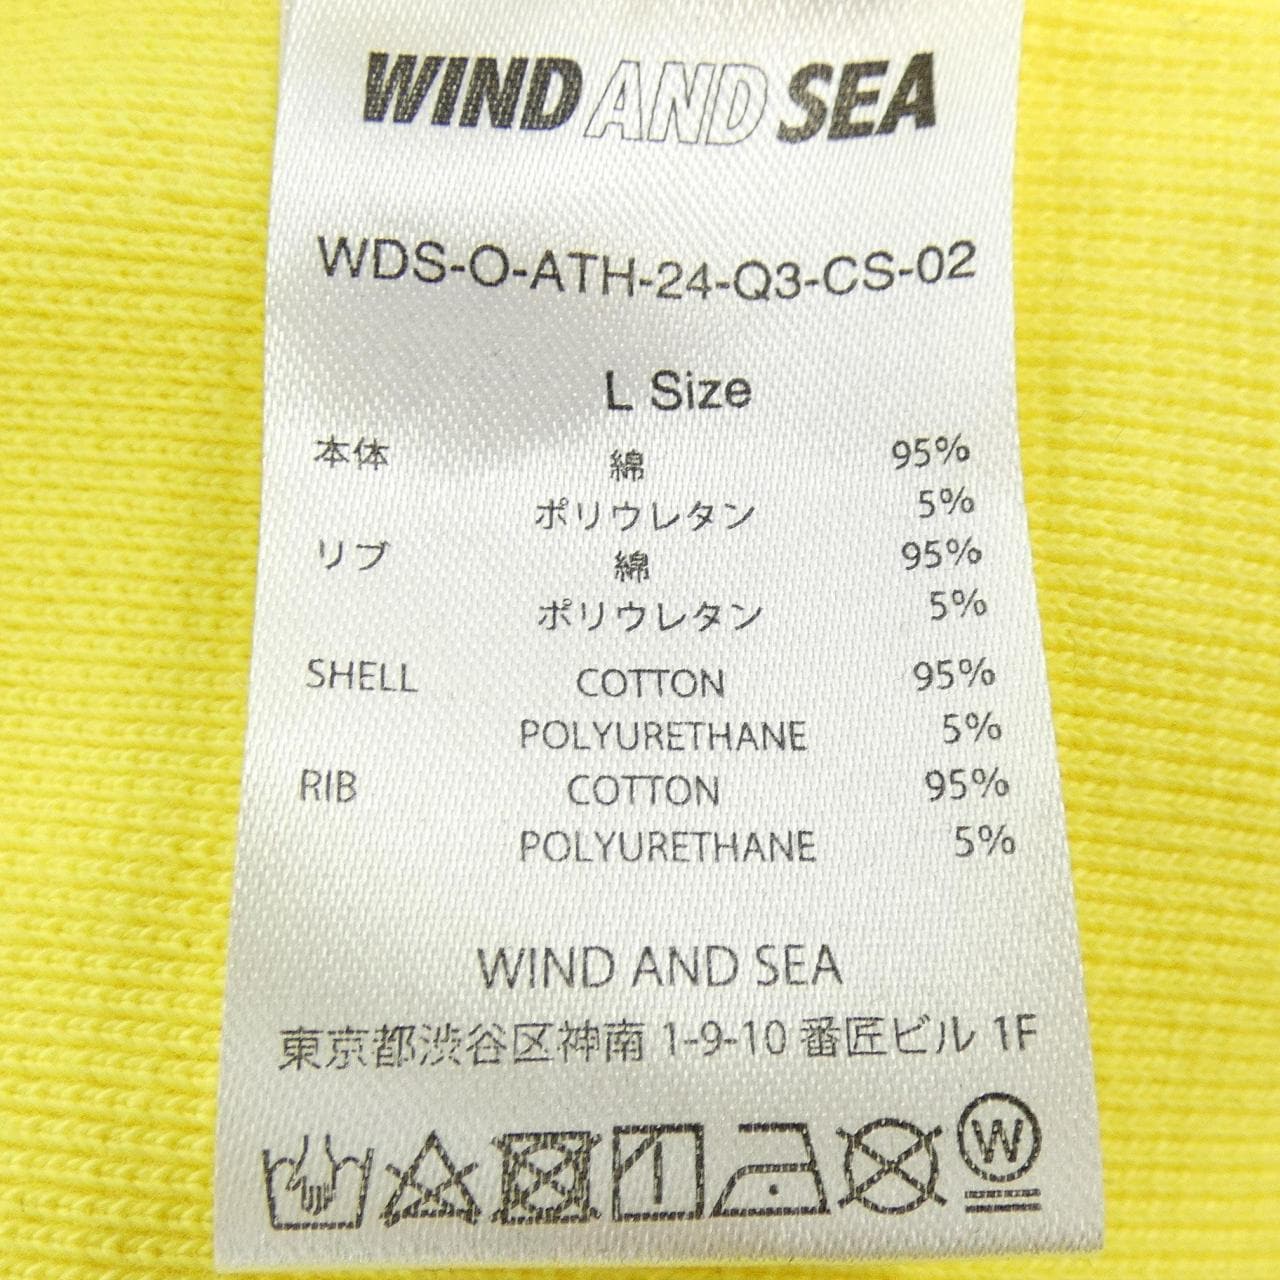 WIND AND SEA
WDS-O-ATH-24-Q3-CS-02
L Size
本体 綿 95%
ポリウレタン 5%
リブ 綿 95%
ポリウレタン 5%
SHELL COTTON 95%
POLYURETHANE 5%
RIB COTTON 95%
POLYURETHANE 5%
WIND AND SEA
東京都渋谷区神南 1-9-10 番匠ビル 1F
W